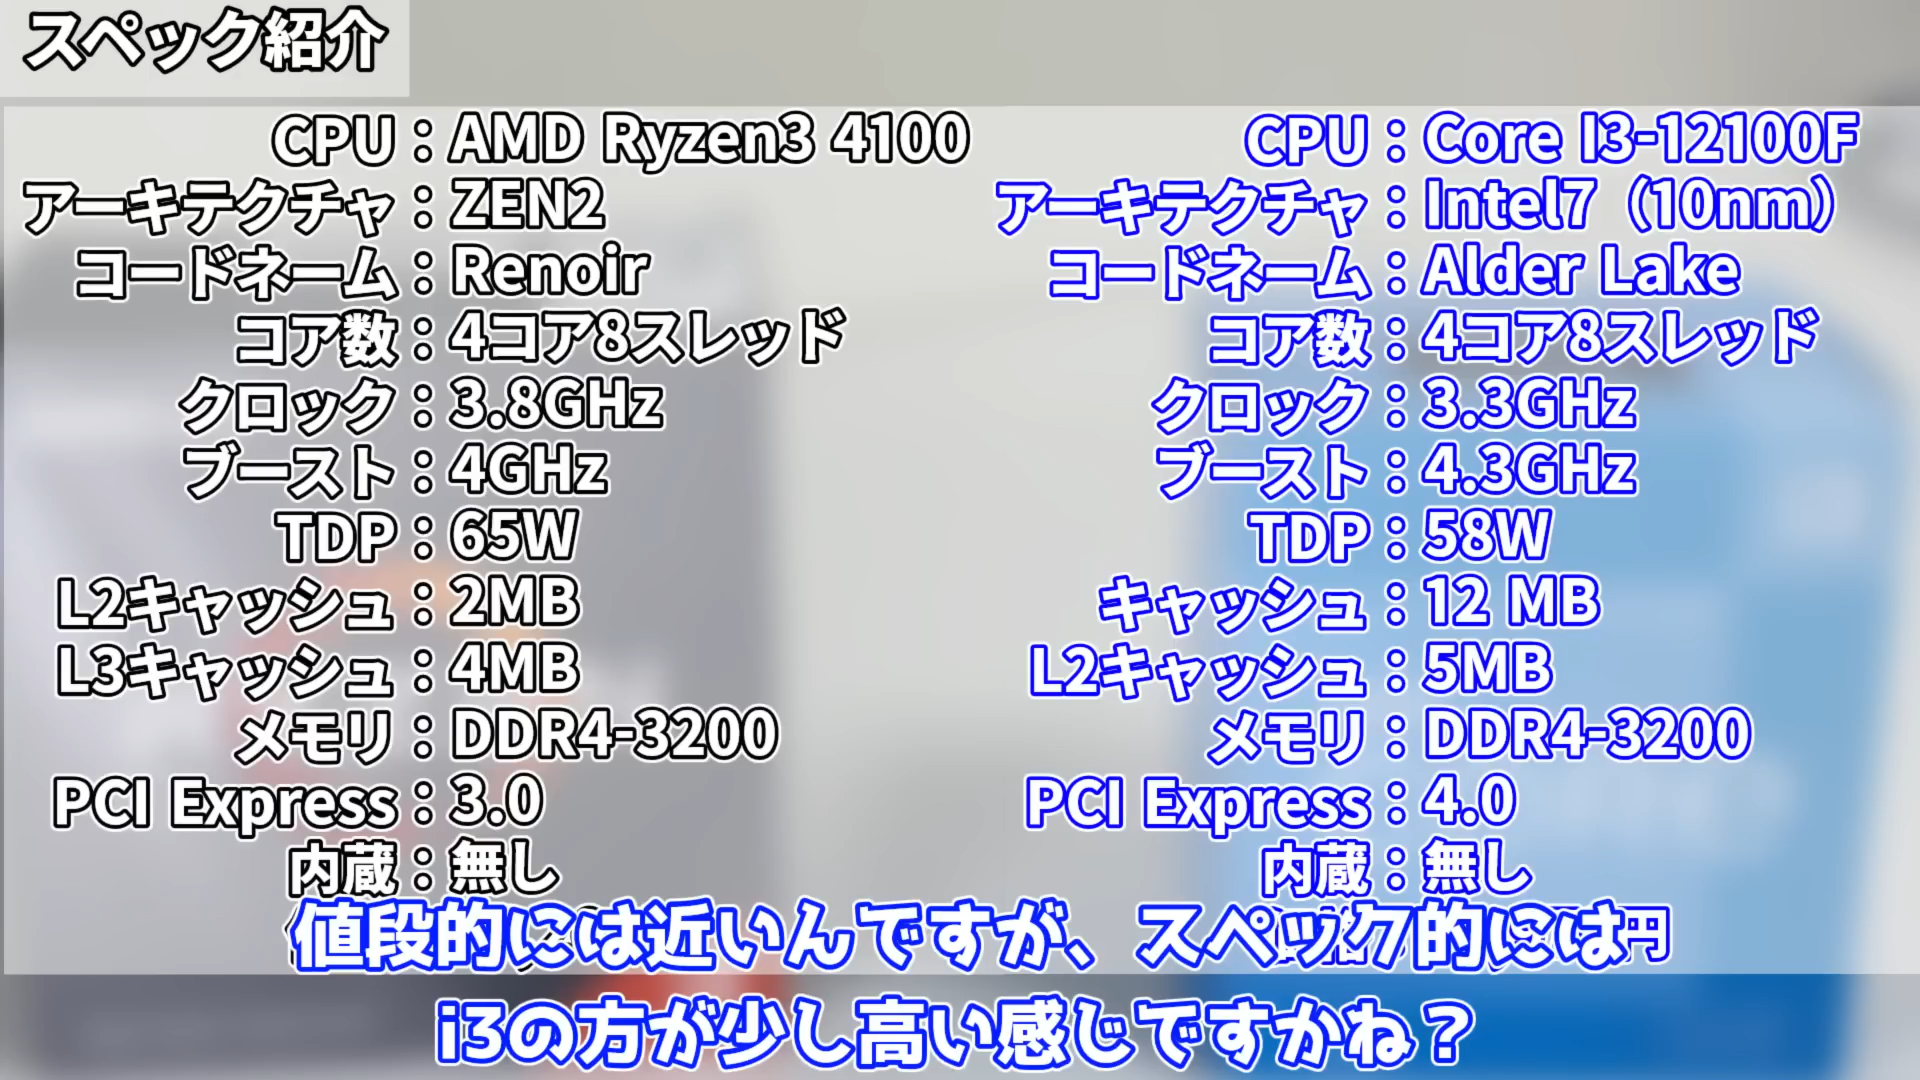 スペック紹介
CPU：AMD Ryzen3 4100
アーキテクチャ：ZEN2
コードネーム：Renoir
コア数：4コア8スレッド
クロック：3.8GHz
ブースト：4GHz
TDP：65W
L2キャッシュ：2MB
L3キャッシュ：4MB
メモリ：DDR4-3200
PCI Express：3.0
内蔵：無し
CPU：Core I3-12100F
アーキテクチャ：Intel7（10nm）
コードネーム：Alder Lake
コア数：4コア8スレッド
クロック：3.3GHz
ブースト：4.3GHz
TDP：58W
キャッシュ：12 MB
L2キャッシュ：5MB
メモリ：DDR4-3200
PCI Express：4.0
内蔵：無し
円
値段的には近いんですが、スペック的には
i3の方が少し高い感じですかね？